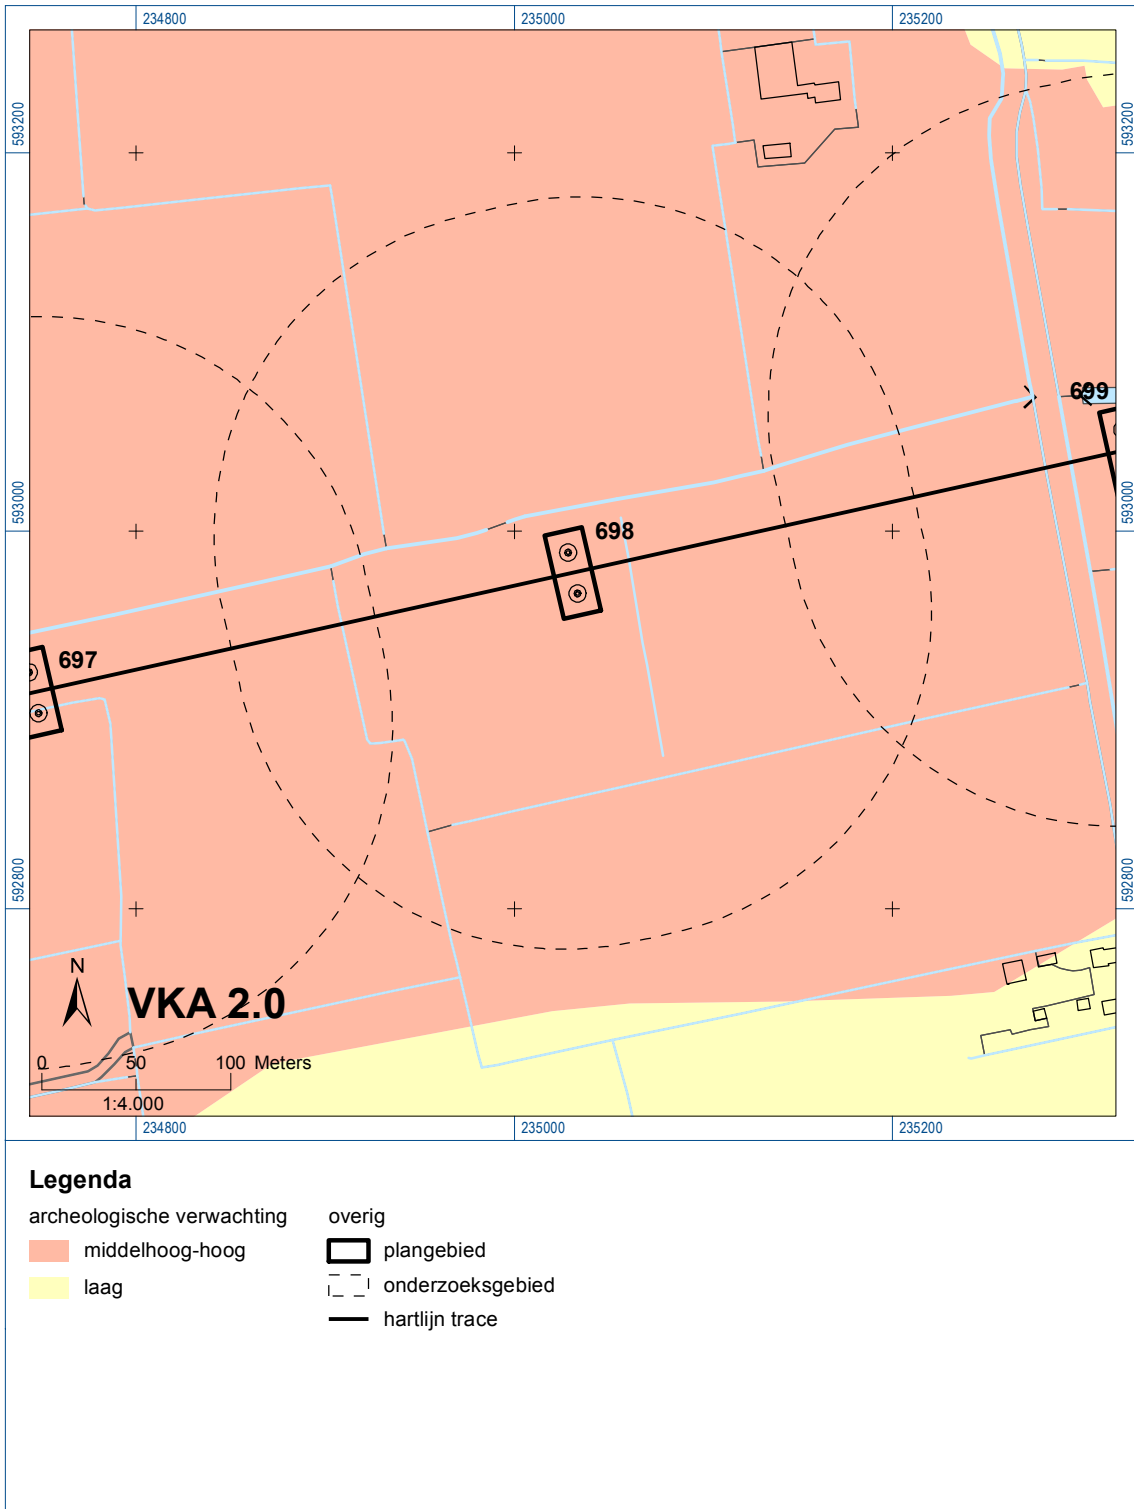 234800 235000 235200
593200 593200
699
593000 593000
698
697
592800 592800
N
VKA 2.0
0 50 100 Meters
1:4.000
234800 235000 235200
Legenda
archeologische verwachting overig
middelhoog-hoog plangebied
laag onderzoeksgebied
hartlijn trace